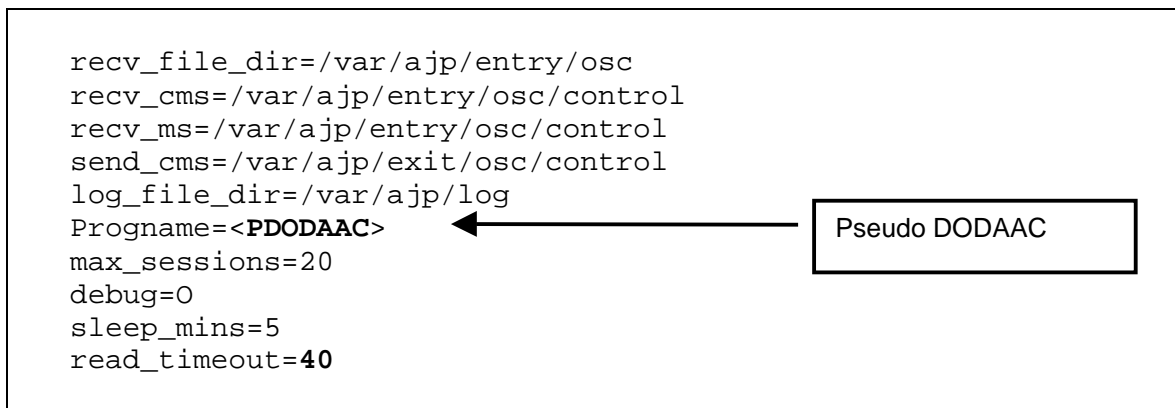 recv_file_dir=/var/ajp/entry/osc
recv_cms=/var/ajp/entry/osc/control
recv_ms=/var/ajp/entry/osc/control
send_cms=/var/ajp/exit/osc/control
log_file_dir=/var/ajp/log
Progname=<PDODAAC>
Pseudo DODAAC
max_sessions=20
debug=O
sleep_mins=5
read_timeout=40